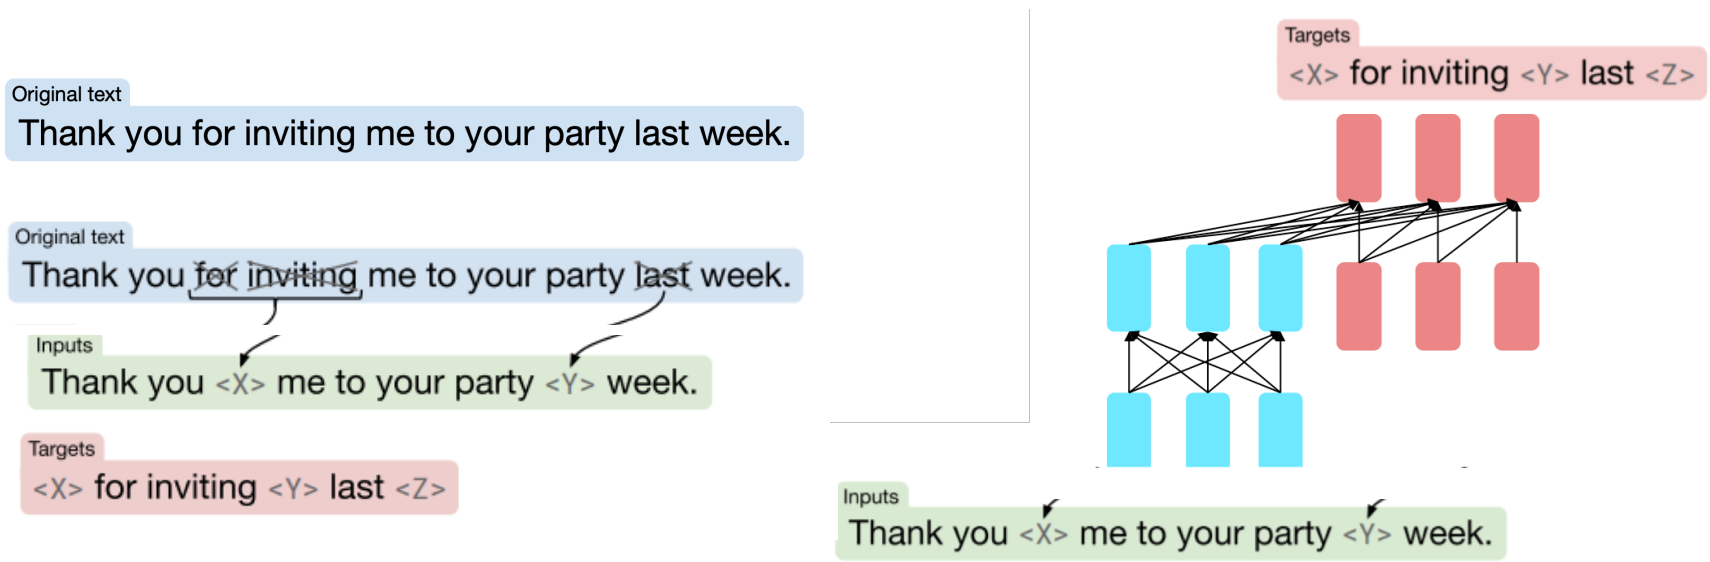 Original text
Thank you for inviting me to your party last week.
Original text
Thank you for inviting me to your party last week.
Inputs
Thank you <X> me to your party <Y> week.
Targets
<X> for inviting <Y> last <Z>
Targets
<X> for inviting <Y> last <Z>
Inputs
Thank you <X> me to your party <Y> week.